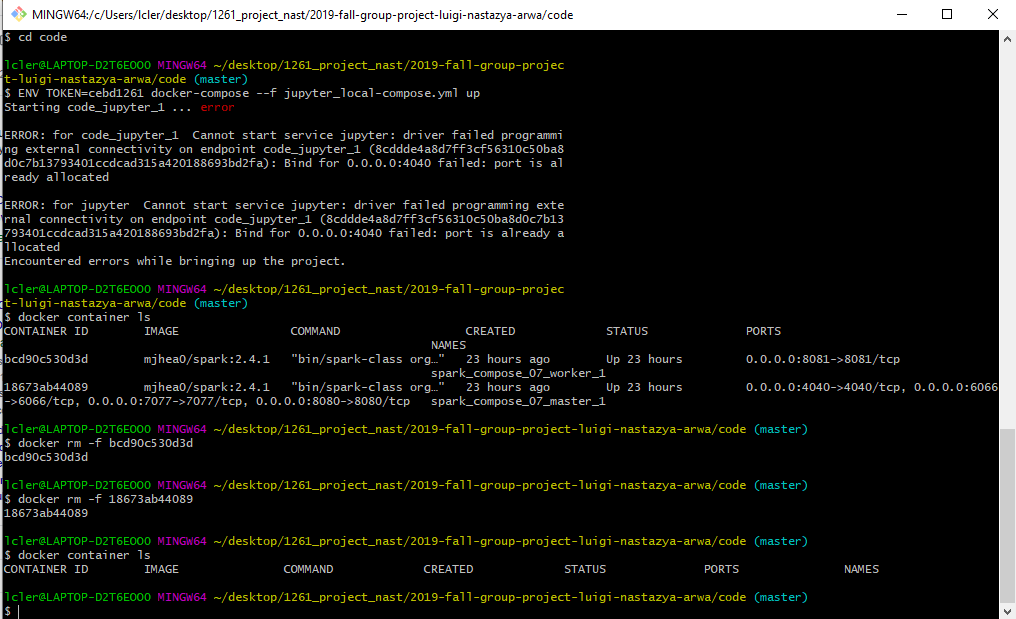 MINGW64:/c/Users/lcler/desktop/1261_project_nast/2019-fall-group-project-luigi-nastazya-arwa/code
$ cd code
lcler@LAPTOP-D2T6EOOO MINGW64 ~/desktop/1261_project_nast/2019-fall-group-projec
t-luigi-nastazya-arwa/code (master)
$ ENV TOKEN=cebd1261 docker-compose --f jupyter_local-compose.yml up
Starting code_jupyter_1 ... error
ERROR: for code_jupyter_1  Cannot start service jupyter: driver failed programmi
ng external connectivity on endpoint code_jupyter_1 (8cddde4a8d7ff3cf56310c50ba8
d0c7b13793401ccdcad315a420188693bd2fa): Bind for 0.0.0.0:4040 failed: port is al
ready allocated
ERROR: for jupyter  Cannot start service jupyter: driver failed programming exte
rnal connectivity on endpoint code_jupyter_1 (8cddde4a8d7ff3cf56310c50ba8d0c7b13
793401ccdcad315a420188693bd2fa): Bind for 0.0.0.0:4040 failed: port is already a
llocated
Encountered errors while bringing up the project.
lcler@LAPTOP-D2T6EOOO MINGW64 ~/desktop/1261_project_nast/2019-fall-group-projec
t-luigi-nastazya-arwa/code (master)
$ docker container ls
CONTAINER ID        IMAGE                COMMAND                  CREATED             STATUS              PORTS
NAMES
bcd90c530d3d        mjhea0/spark:2.4.1   "bin/spark-class org…"   23 hours ago        Up 23 hours         0.0.0.0:8081->8081/tcp
spark_compose_07_worker_1
18673ab44089        mjhea0/spark:2.4.1   "bin/spark-class org…"   23 hours ago        Up 23 hours         0.0.0.0:4040->4040/tcp, 0.0.0.0:6066
->6066/tcp, 0.0.0.0:7077->7077/tcp, 0.0.0.0:8080->8080/tcp   spark_compose_07_master_1
lcler@LAPTOP-D2T6EOOO MINGW64 ~/desktop/1261_project_nast/2019-fall-group-project-luigi-nastazya-arwa/code (master)
$ docker rm -f bcd90c530d3d
bcd90c530d3d
lcler@LAPTOP-D2T6EOOO MINGW64 ~/desktop/1261_project_nast/2019-fall-group-project-luigi-nastazya-arwa/code (master)
$ docker rm -f 18673ab44089
18673ab44089
lcler@LAPTOP-D2T6EOOO MINGW64 ~/desktop/1261_project_nast/2019-fall-group-project-luigi-nastazya-arwa/code (master)
$ docker container ls
CONTAINER ID        IMAGE               COMMAND             CREATED             STATUS              PORTS               NAMES
lcler@LAPTOP-D2T6EOOO MINGW64 ~/desktop/1261_project_nast/2019-fall-group-project-luigi-nastazya-arwa/code (master)
$